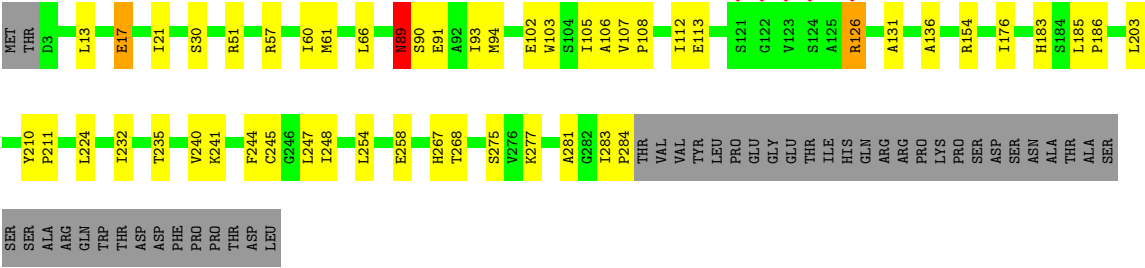 MET THR D3 L13 E17 I21 S30 R51 R57 I60 M61 L66 N89 S90 E91 A92 I93 M94 E102 W103 S104 I105 A106 V107 P108 I112 E113 S121 G122 V123 S124 A125 R126 A131 A136 R154 I176 H183 S184 L185 P186 L203
Y210 P211 L224 I232 T235 V240 K241 F244 C245 G246 L247 I248 L254 E258 H267 T268 S275 V276 K277 A281 G282 I283 P284 THR VAL VAL TYR LEU PRO GLU GLY GLU THR ILE HIS GLN ARG ARG PRO LYS PRO SER ASP SER ASN ALA THR ALA SER
SER SER ALA ARG GLN TRP THR ASP ASP PHE PRO PRO THR ASP LEU